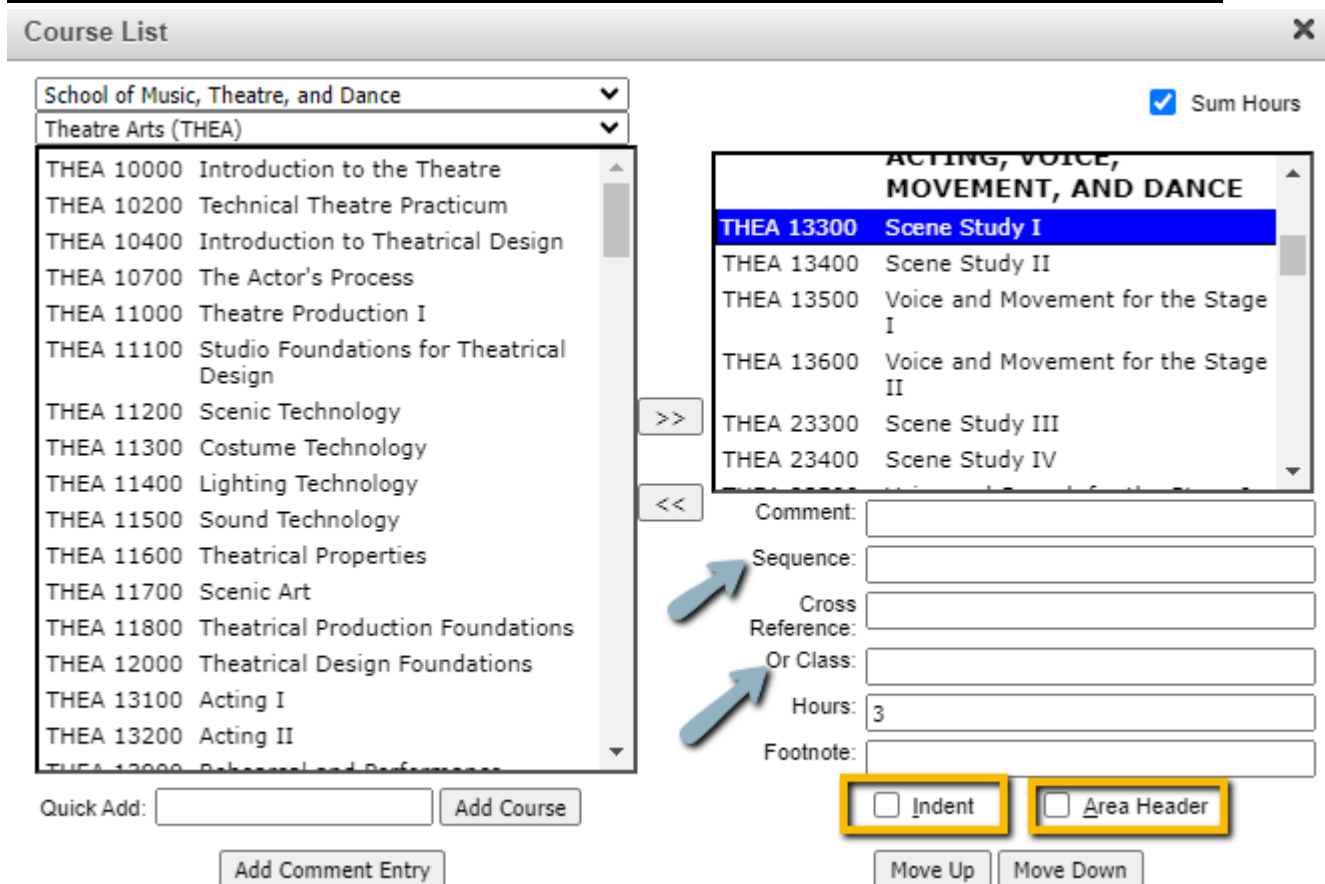 Course List
School of Music, Theatre, and Dance
Theatre Arts (THEA)
THEA 10000 Introduction to the Theatre
THEA 10200 Technical Theatre Practicum
THEA 10400 Introduction to Theatrical Design
THEA 10700 The Actor's Process
THEA 11000 Theatre Production I
THEA 11100 Studio Foundations for Theatrical
Design
THEA 11200 Scenic Technology
THEA 11300 Costume Technology
THEA 11400 Lighting Technology
THEA 11500 Sound Technology
THEA 11600 Theatrical Properties
THEA 11700 Scenic Art
THEA 11800 Theatrical Production Foundations
THEA 12000 Theatrical Design Foundations
THEA 13100 Acting I
THEA 13200 Acting II
Quick Add:
Add Course
Add Comment Entry
>>
<<
Sum Hours
ACTING, VOICE,
MOVEMENT, AND DANCE
THEA 13300 Scene Study I
THEA 13400 Scene Study II
THEA 13500 Voice and Movement for the Stage
I
THEA 13600 Voice and Movement for the Stage
II
THEA 23300 Scene Study III
THEA 23400 Scene Study IV
Comment:
Sequence:
Cross
Reference:
Or Class:
Hours: 3
Footnote:
Indent
Area Header
Move Up
Move Down